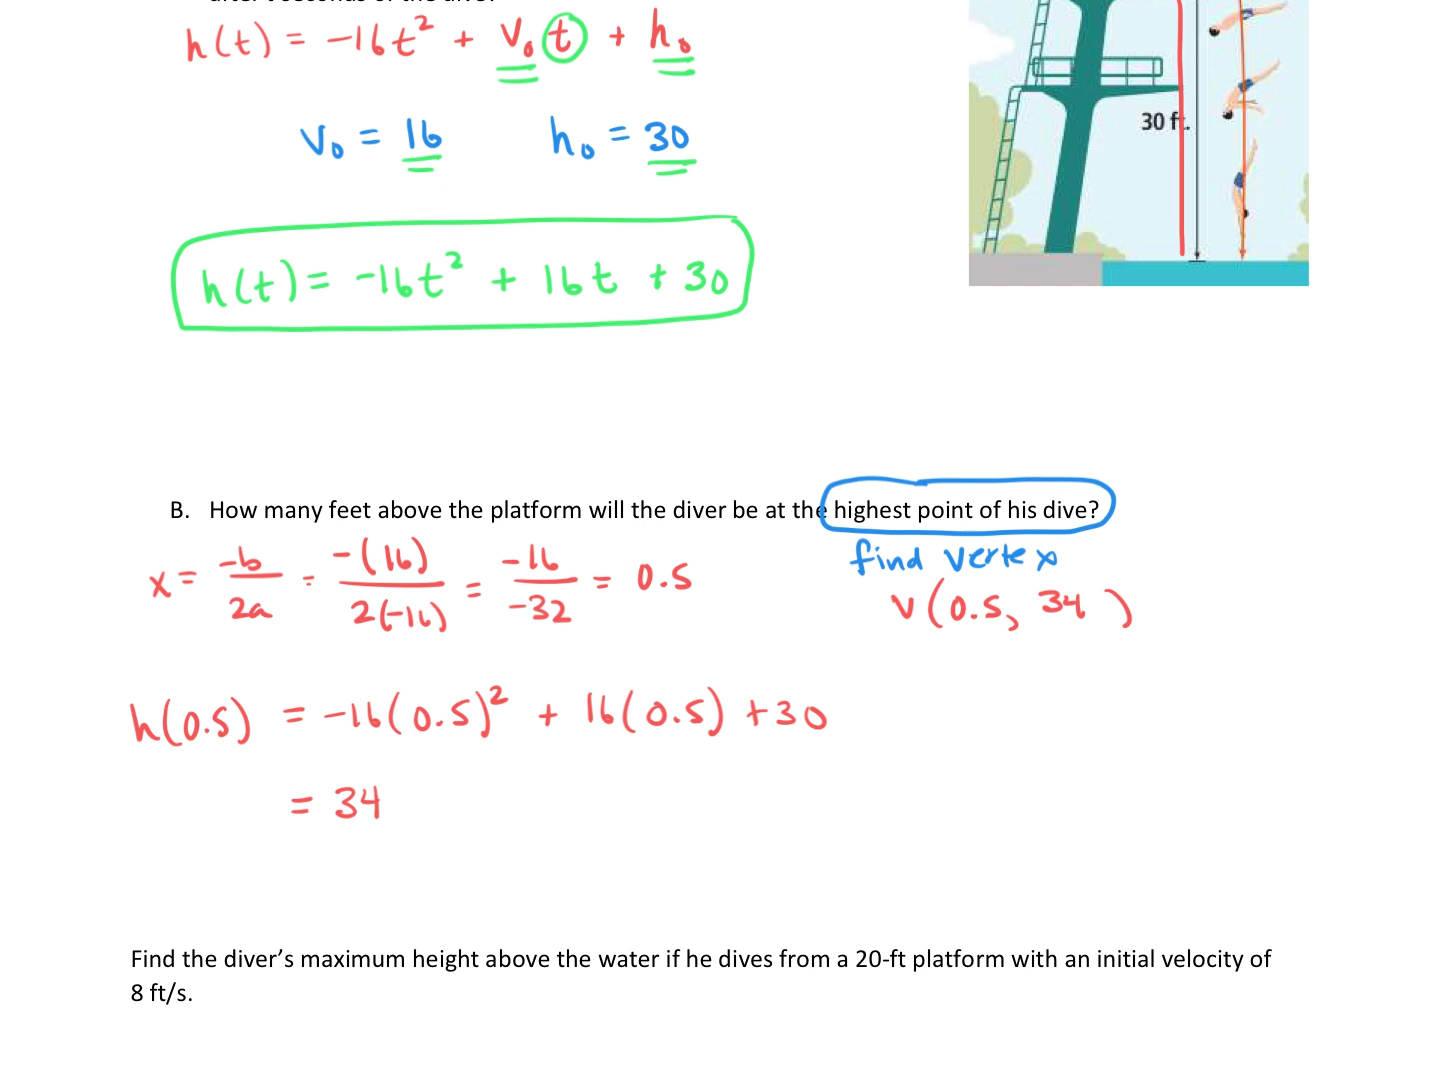 h(t) = -16t² + v₀t + h₀
30 ft.
v₀ = 16 h₀ = 30
h(t) = -16t² + 16t + 30
B. How many feet above the platform will the diver be at the highest point of his dive?
find vertex
x = -b/2a = -(16)/2(-16) = -16/-32 = 0.5
v(0.5, 34)
h(0.5) = -16(0.5)² + 16(0.5) + 30
= 34
Find the diver’s maximum height above the water if he dives from a 20-ft platform with an initial velocity of
8 ft/s.